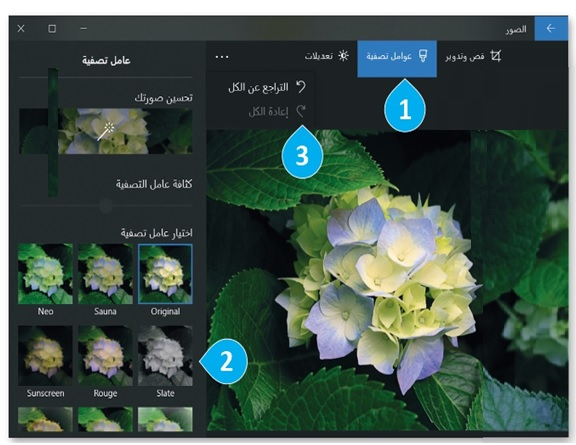 الصور
قص وتدوير
عوامل تصفية
تعديلات
...
1
التراجع عن الكل
إعادة الكل
3
عامل تصفية
تحسين صورتك
كثافة عامل التصفية
اختيار عامل تصفية
Original
Sauna
Neo
Slate
Rouge
Sunscreen
2